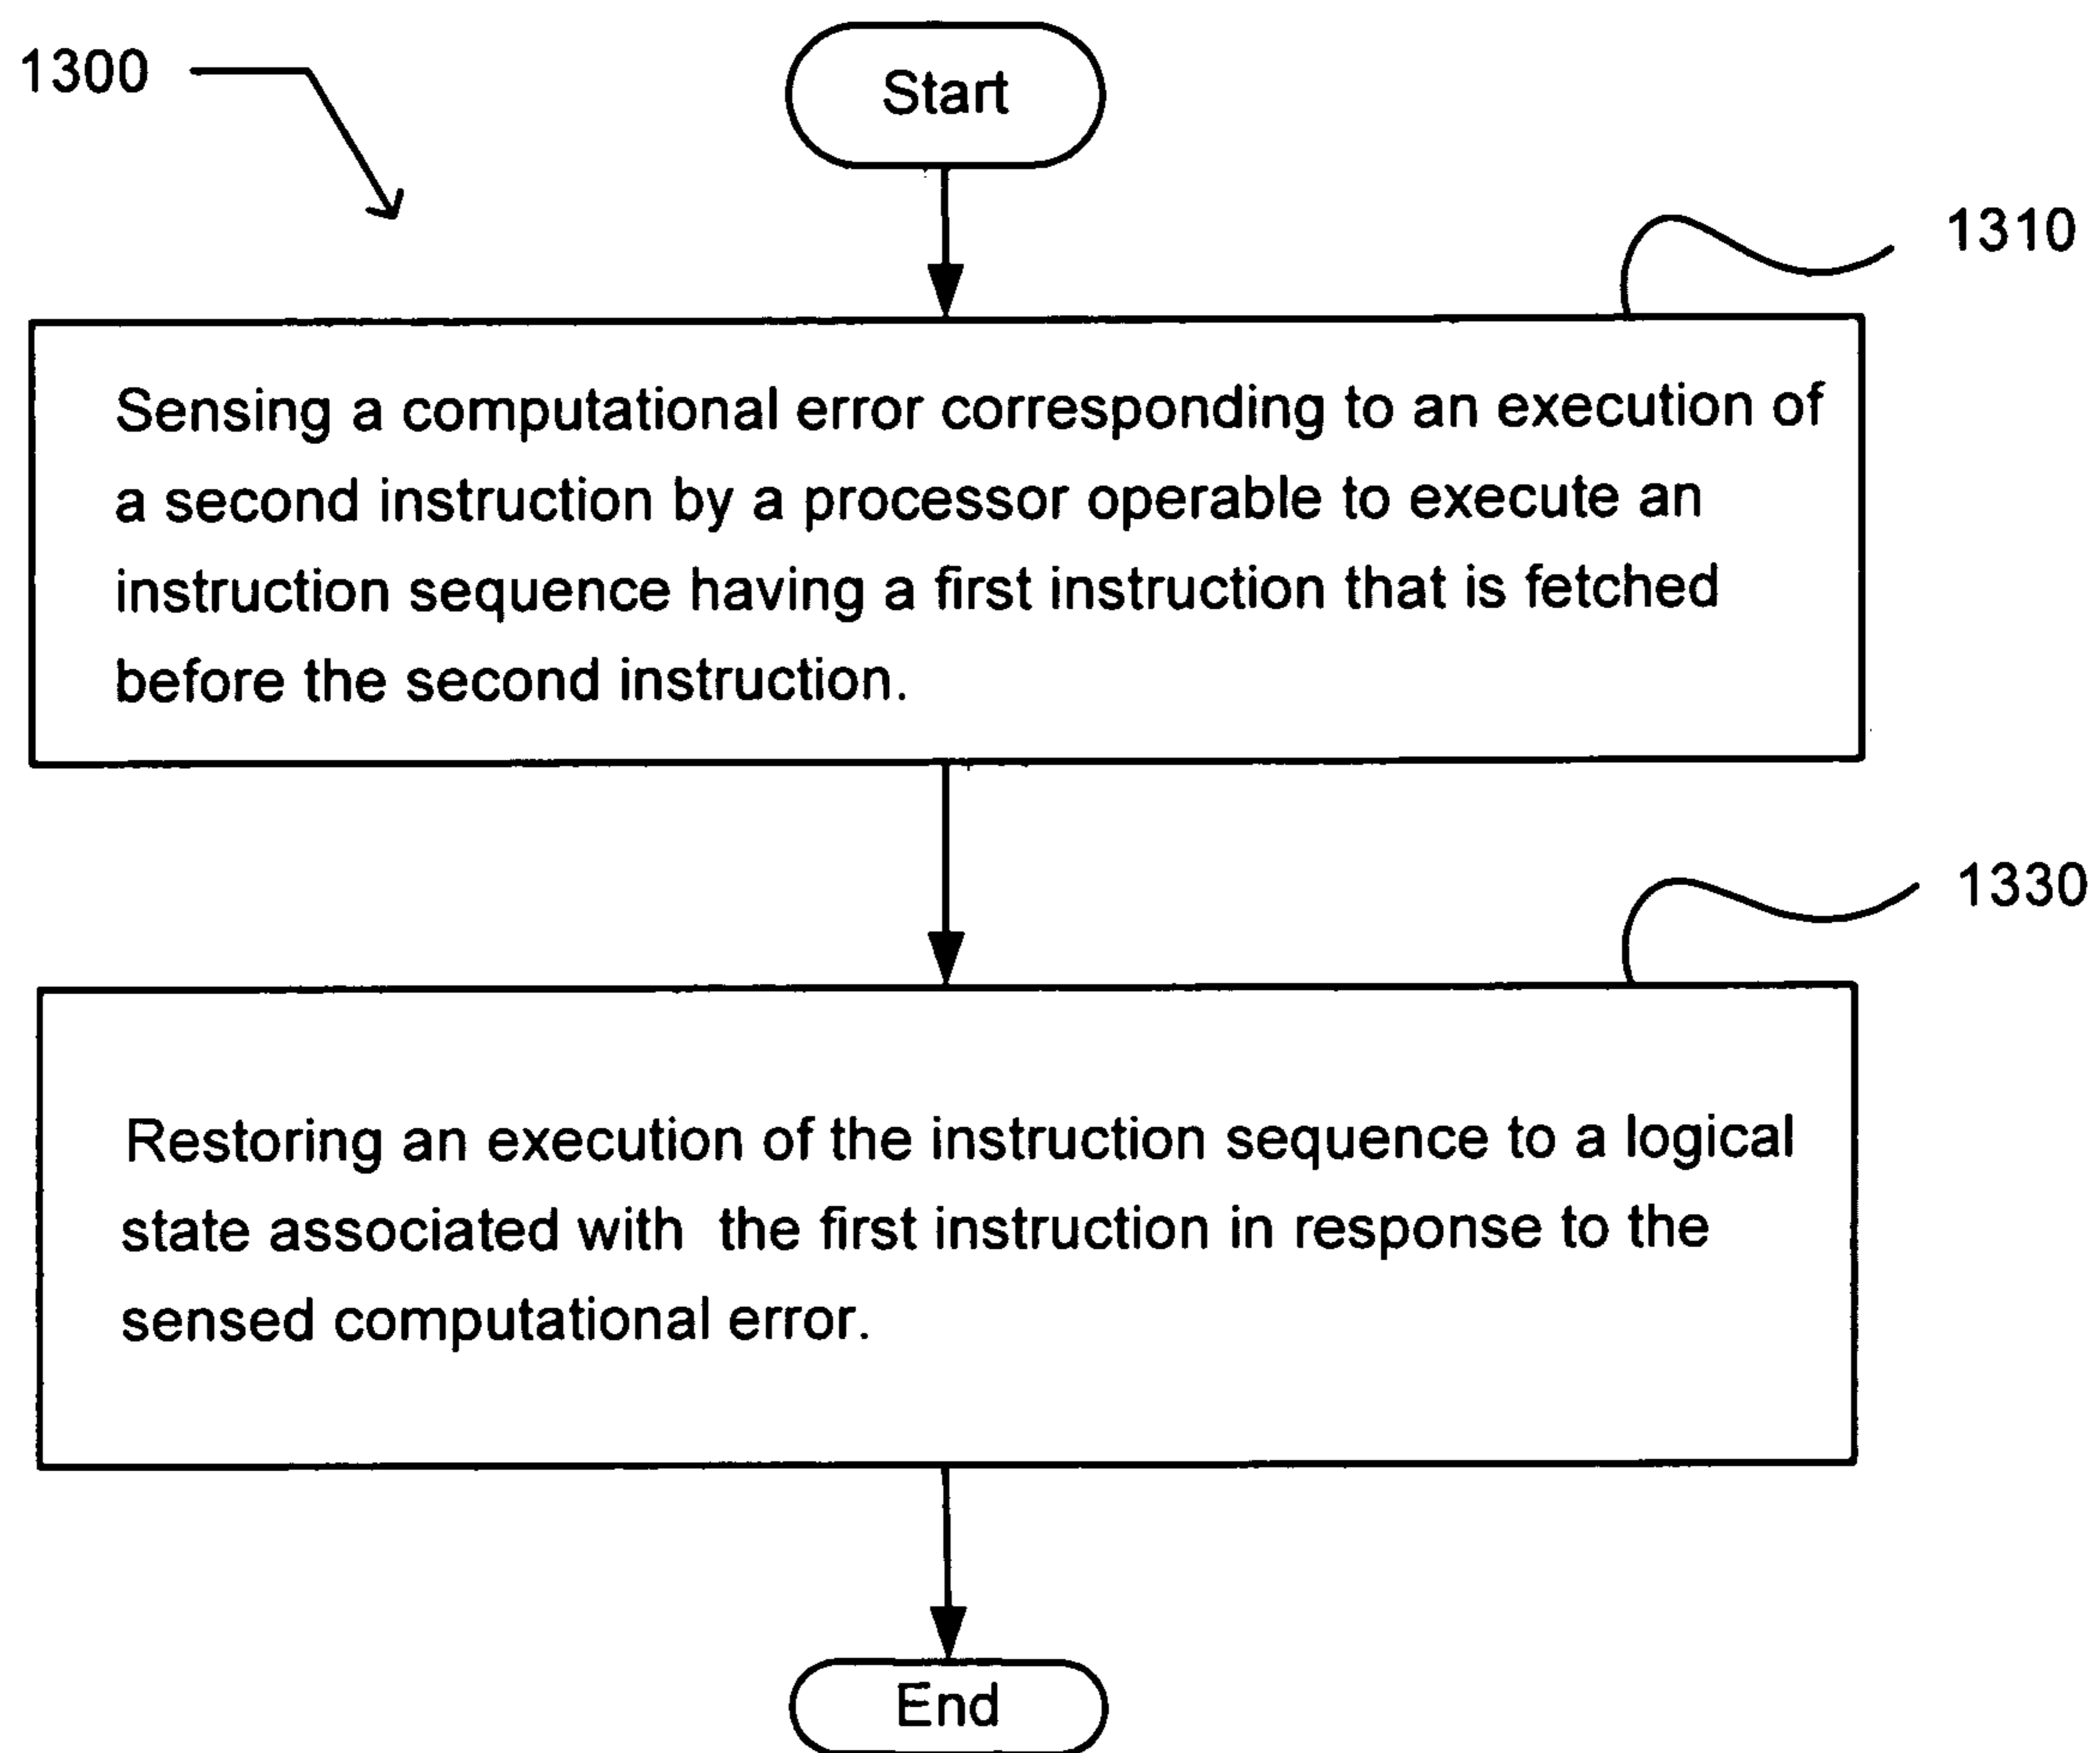 1300
Start
1310
Sensing a computational error corresponding to an execution of
a second instruction by a processor operable to execute an
instruction sequence having a first instruction that is fetched
before the second instruction.
1330
Restoring an execution of the instruction sequence to a logical
state associated with the first instruction in response to the
sensed computational error.
End